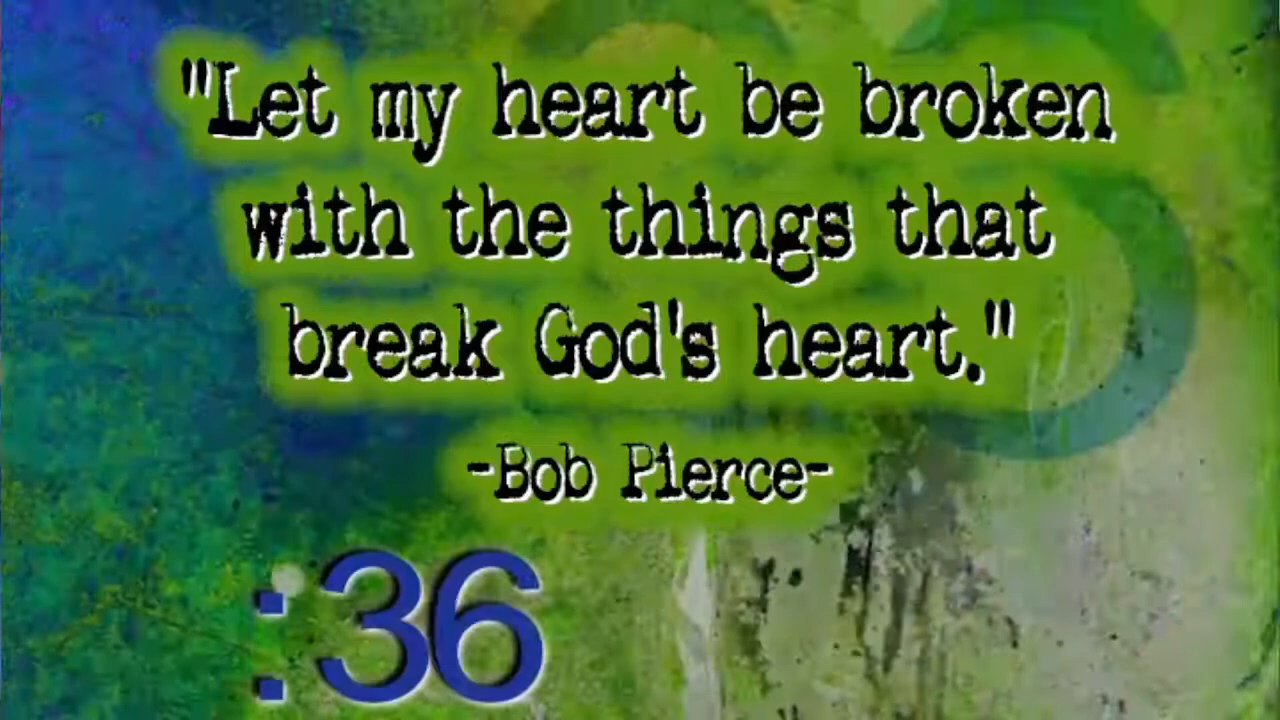 "Let my heart be broken
with the things that
break God's heart."
-Bob Pierce-
:36